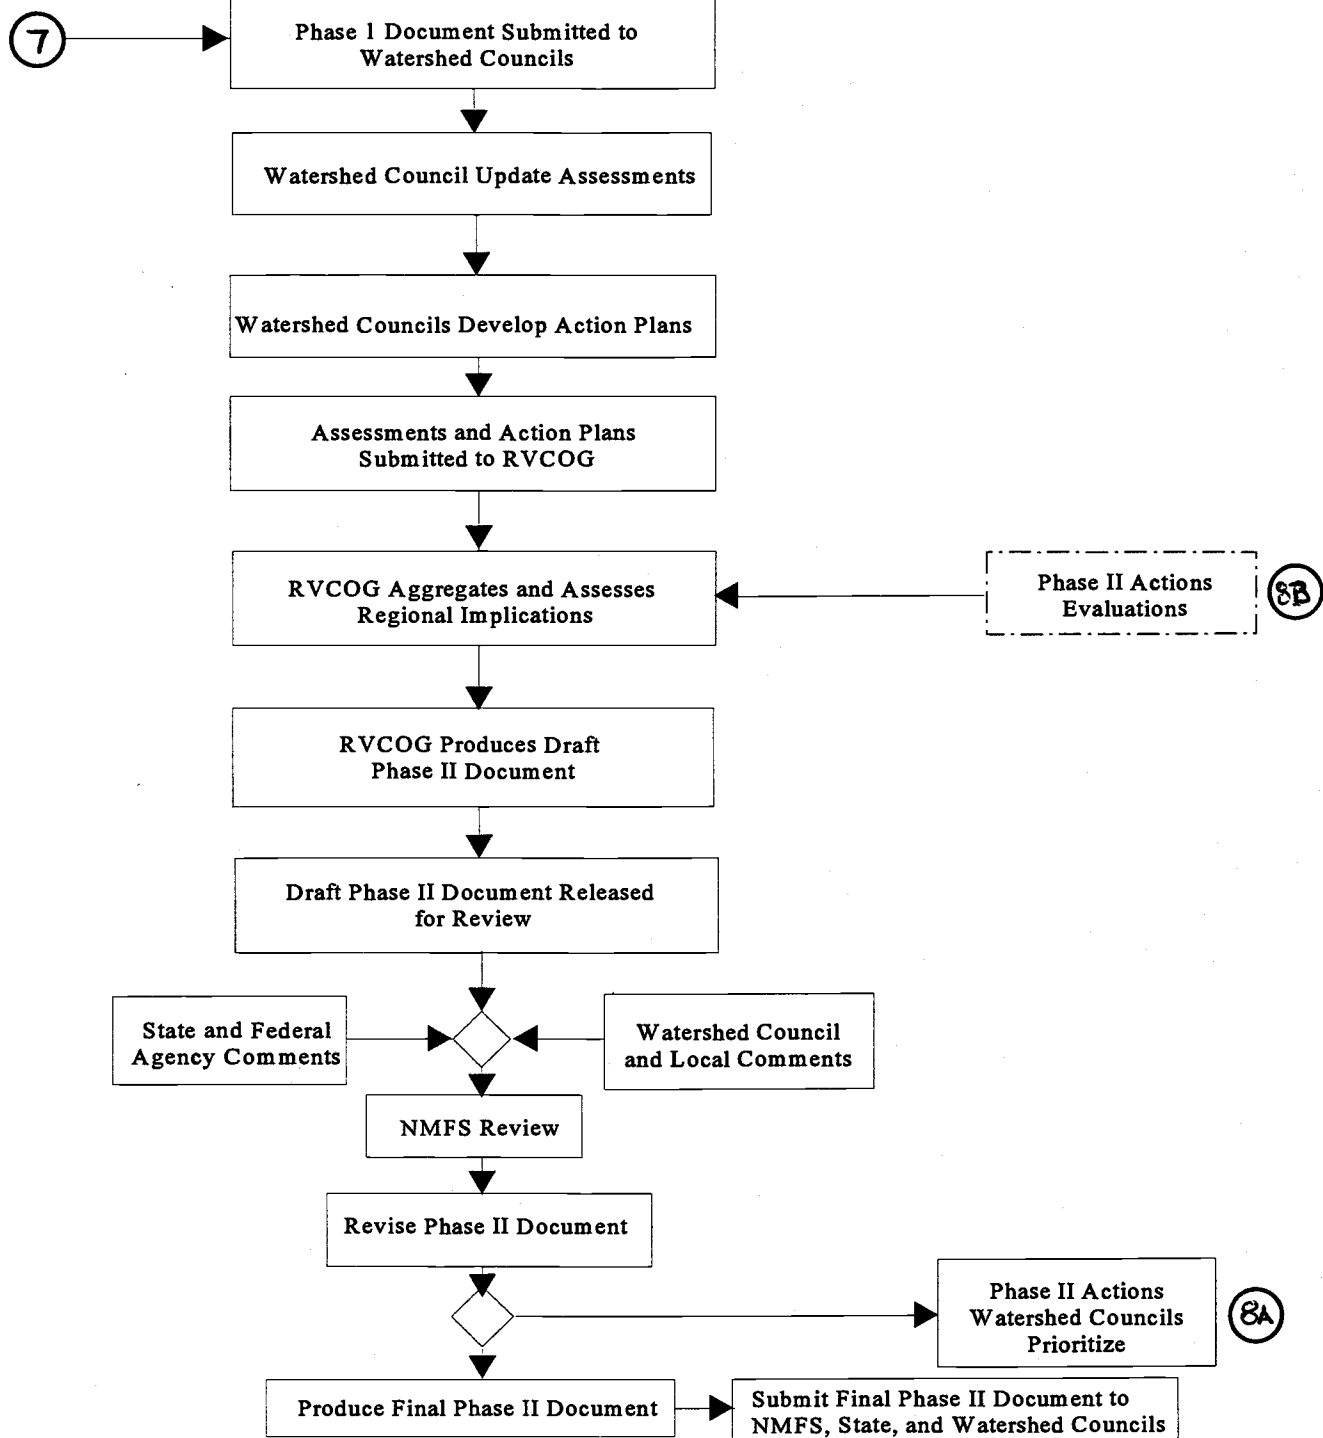 7
Phase 1 Document Submitted to
Watershed Councils
Watershed Council Update Assessments
Watershed Councils Develop Action Plans
Assessments and Action Plans
Submitted to RVCOG
RVCOG Aggregates and Assesses
Regional Implications
Phase II Actions
Evaluations
8B
RVCOG Produces Draft
Phase II Document
Draft Phase II Document Released
for Review
State and Federal
Agency Comments
Watershed Council
and Local Comments
NMFS Review
Revise Phase II Document
Phase II Actions
Watershed Councils
Prioritize
8A
Produce Final Phase II Document
Submit Final Phase II Document to
NMFS, State, and Watershed Councils